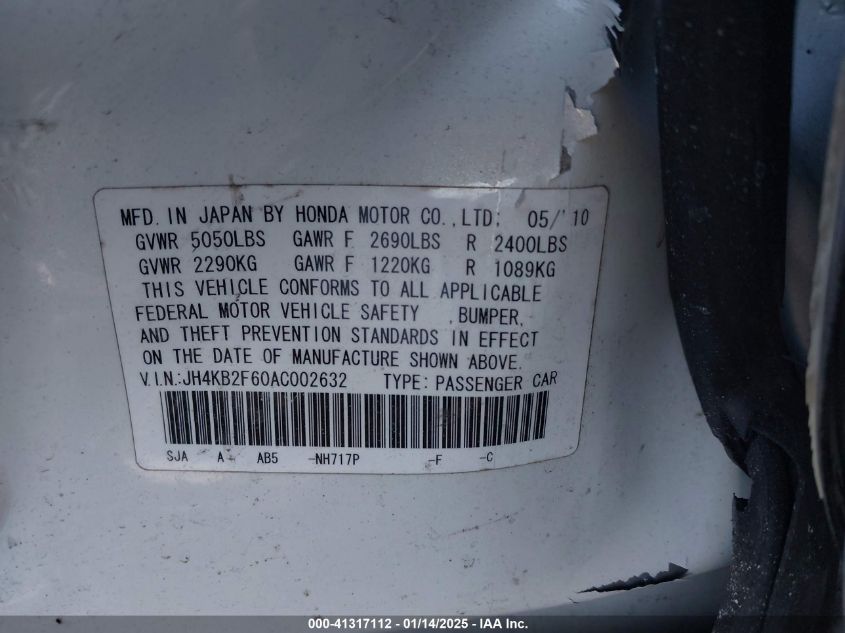 MFD. IN JAPAN BY HONDA MOTOR CO.,LTD; 05/'10
GVWR 5050LBS GAWR F 2690LBS R 2400LBS
GVWR 2290KG GAWR F 1220KG R 1089KG
THIS VEHICLE CONFORMS TO ALL APPLICABLE
FEDERAL MOTOR VEHICLE SAFETY ,BUMPER,
AND THEFT PREVENTION STANDARDS IN EFFECT
ON THE DATE OF MANUFACTURE SHOWN ABOVE.
V.I.N.:JH4KB2F60AC002632 TYPE: PASSENGER CAR
SJA A- AB5 -NH717P -F -C
000-41317112 - 01/14/2025 - IAA Inc.